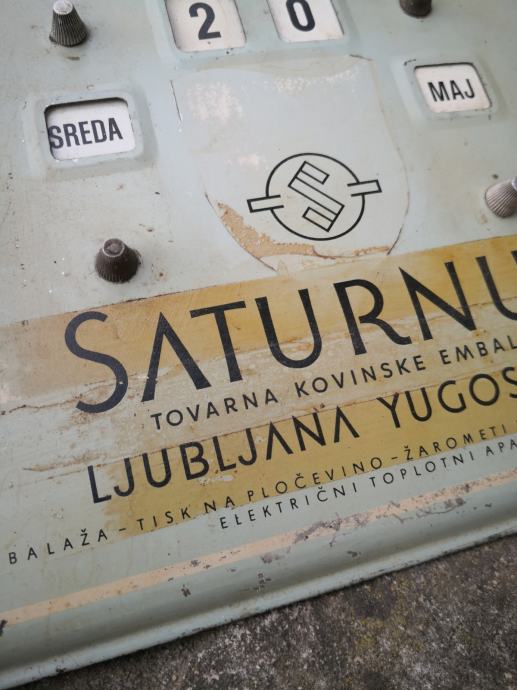 2 0
SREDA MAJ
S
SATURNU
TOVARNA KOVINSKE EMBAL
LJUBLJANA YUGOS
BALAŽA – TISK NA PLOČEVINO – ŽAROMETI
ELEKTRIČNI TOPLOTNI APA